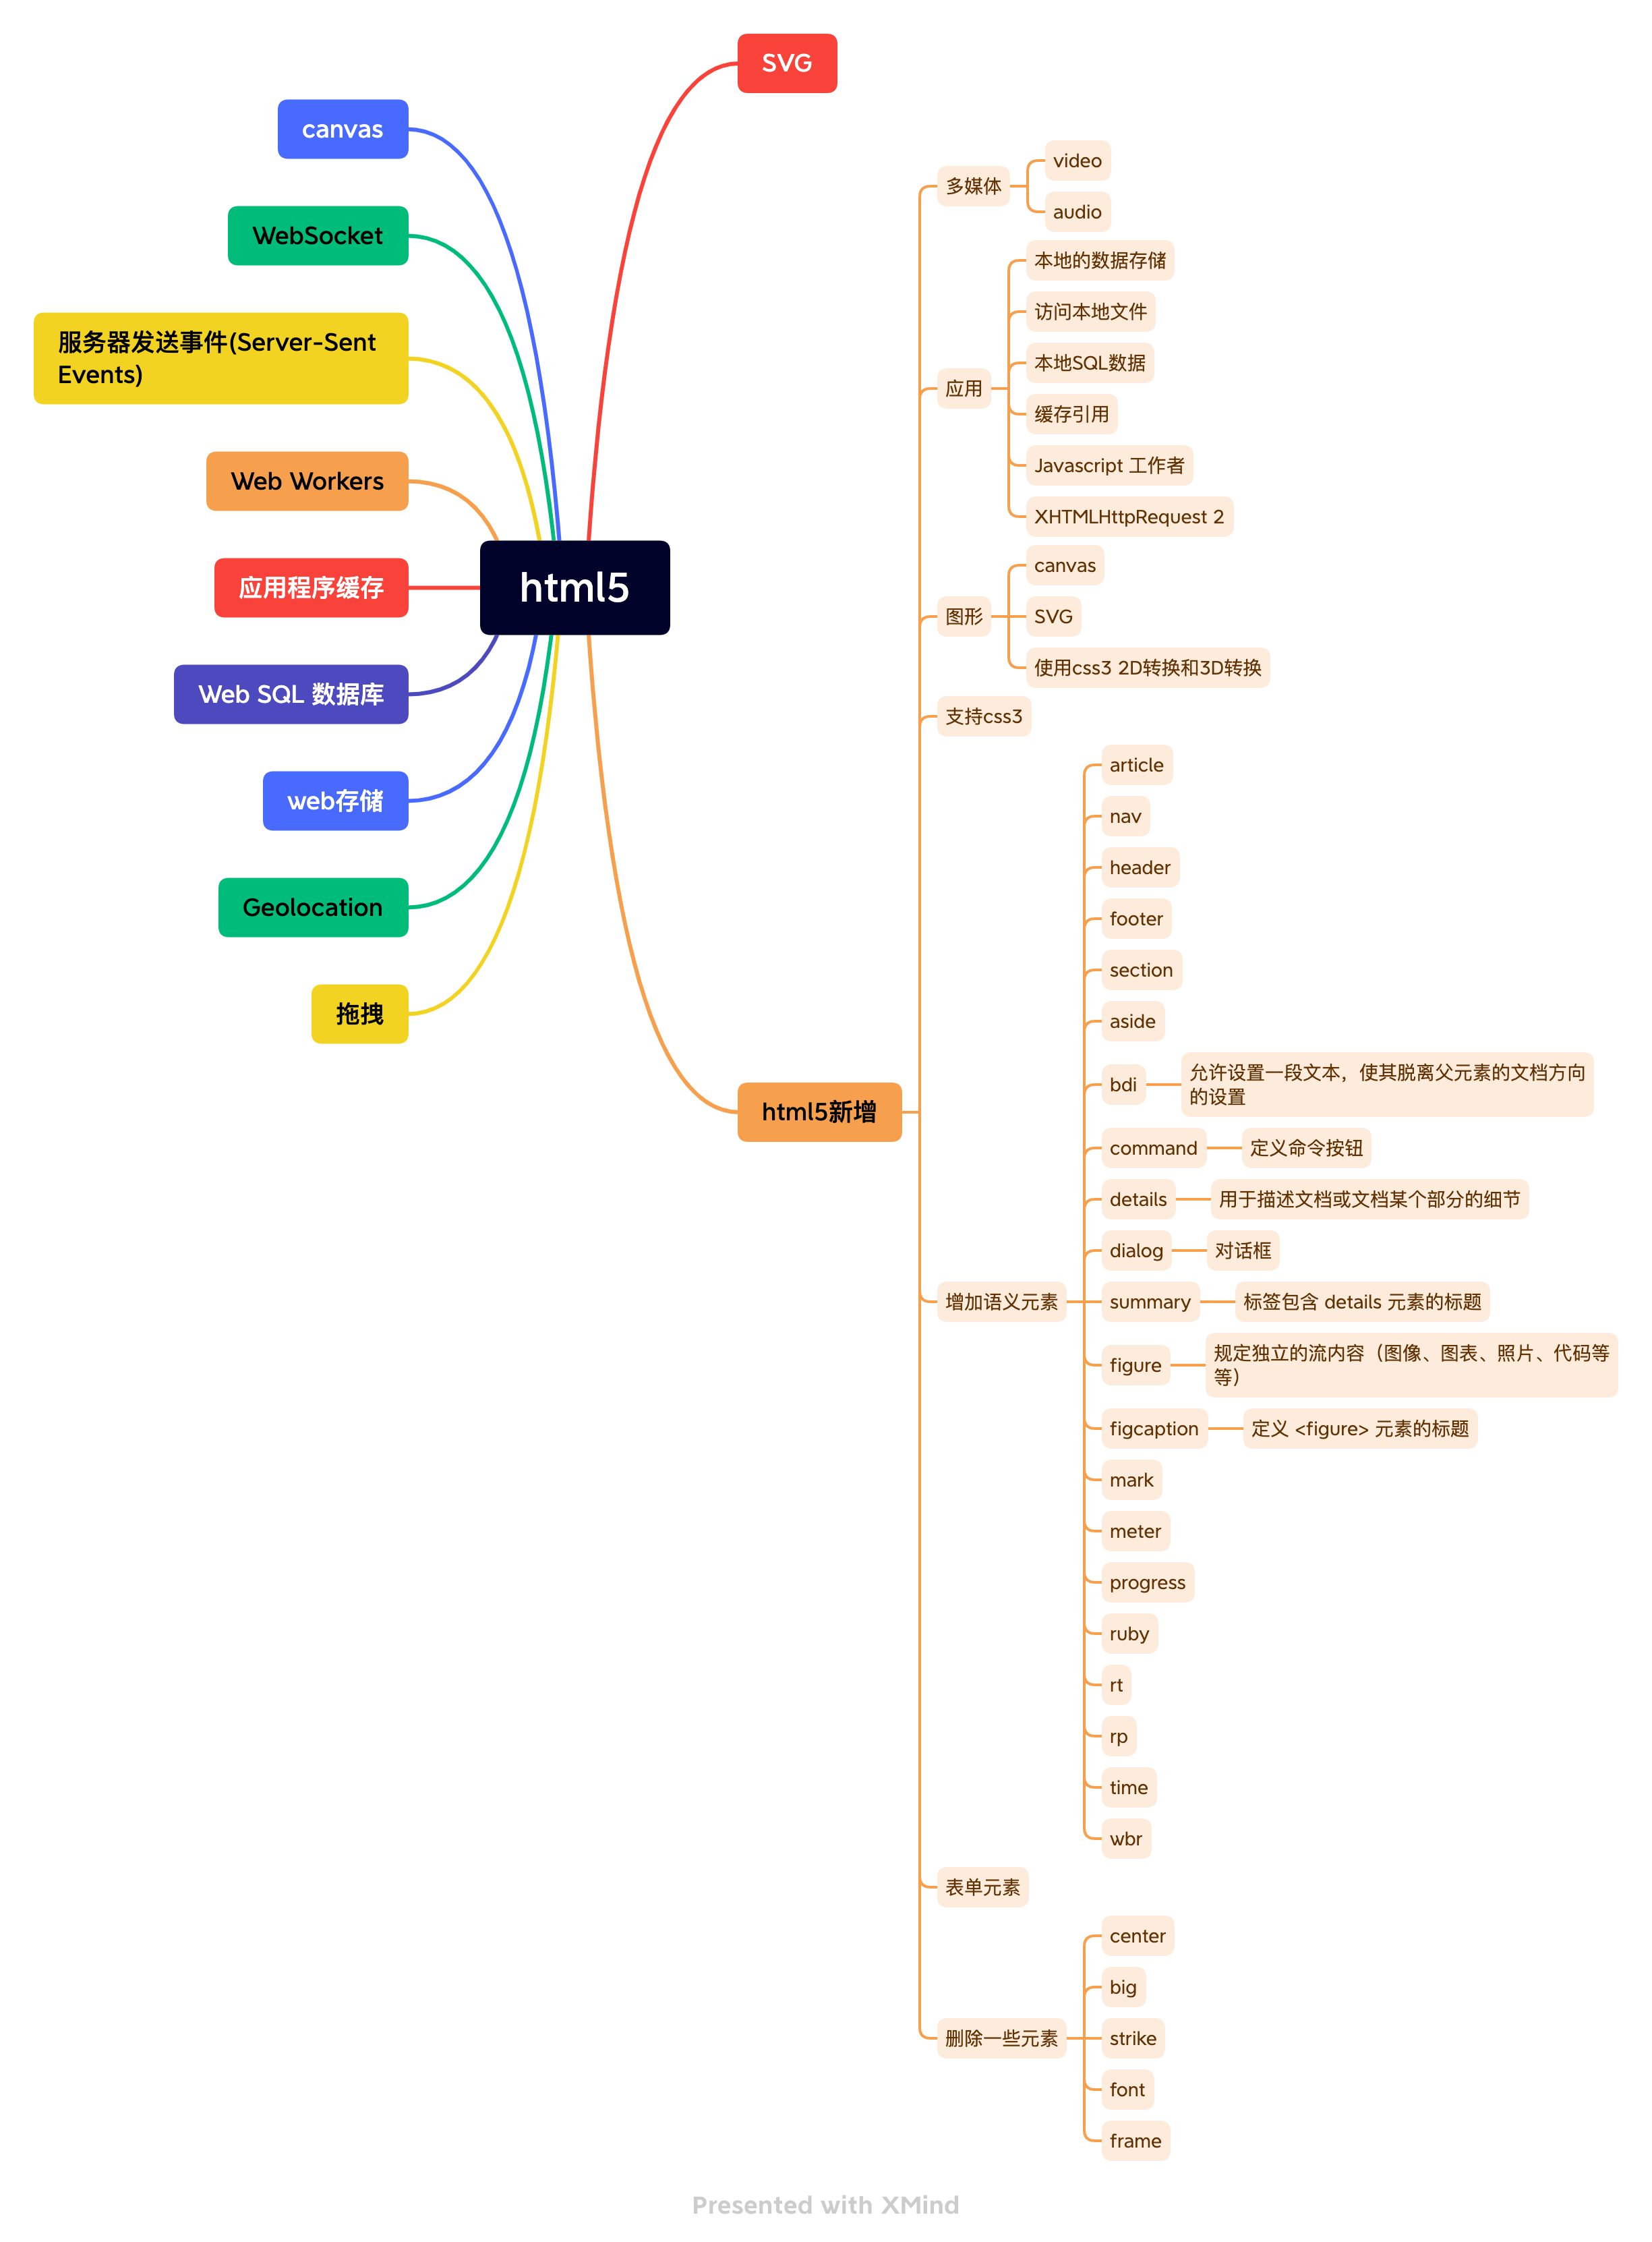 SVG
canvas
WebSocket
服务器发送事件(Server-Sent
Events)
Web Workers
应用程序缓存
Web SQL 数据库
web存储
Geolocation
拖拽
html5
html5新增
多媒体
video
audio
应用
本地的数据存储
访问本地文件
本地SQL数据
缓存引用
Javascript 工作者
XHTMLHttpRequest 2
图形
canvas
SVG
使用css3 2D转换和3D转换
支持css3
增加语义元素
article
nav
header
footer
section
aside
bdi
允许设置一段文本，使其脱离父元素的文档方向
的设置
command
定义命令按钮
details
用于描述文档或文档某个部分的细节
dialog
对话框
summary
标签包含 details 元素的标题
figure
规定独立的流内容（图像、图表、照片、代码等
等）
figcaption
定义 <figure> 元素的标题
mark
meter
progress
ruby
rt
rp
time
wbr
表单元素
删除一些元素
center
big
strike
font
frame
Presented with XMind